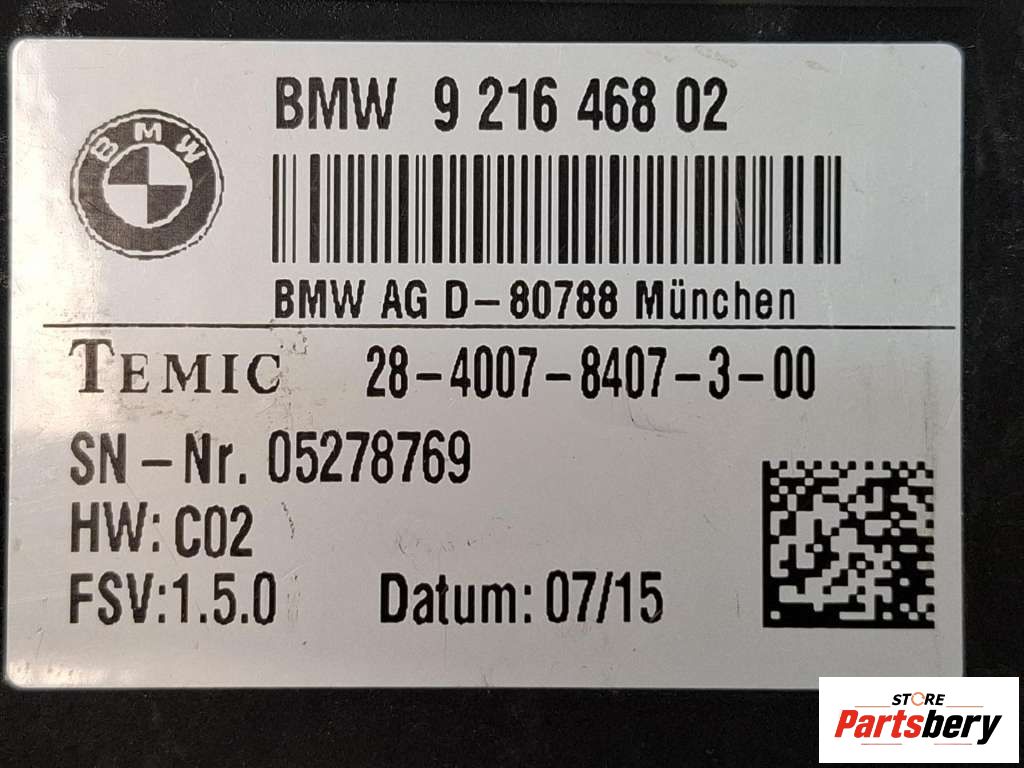 BMW 9 216 468 02
BMW
BMW AG D-80788 München
TEMIC 28-4007-8407-3-00
SN-Nr. 05278769
HW: C02
FSV:1.5.0 Datum: 07/15
STORE
Partsbery